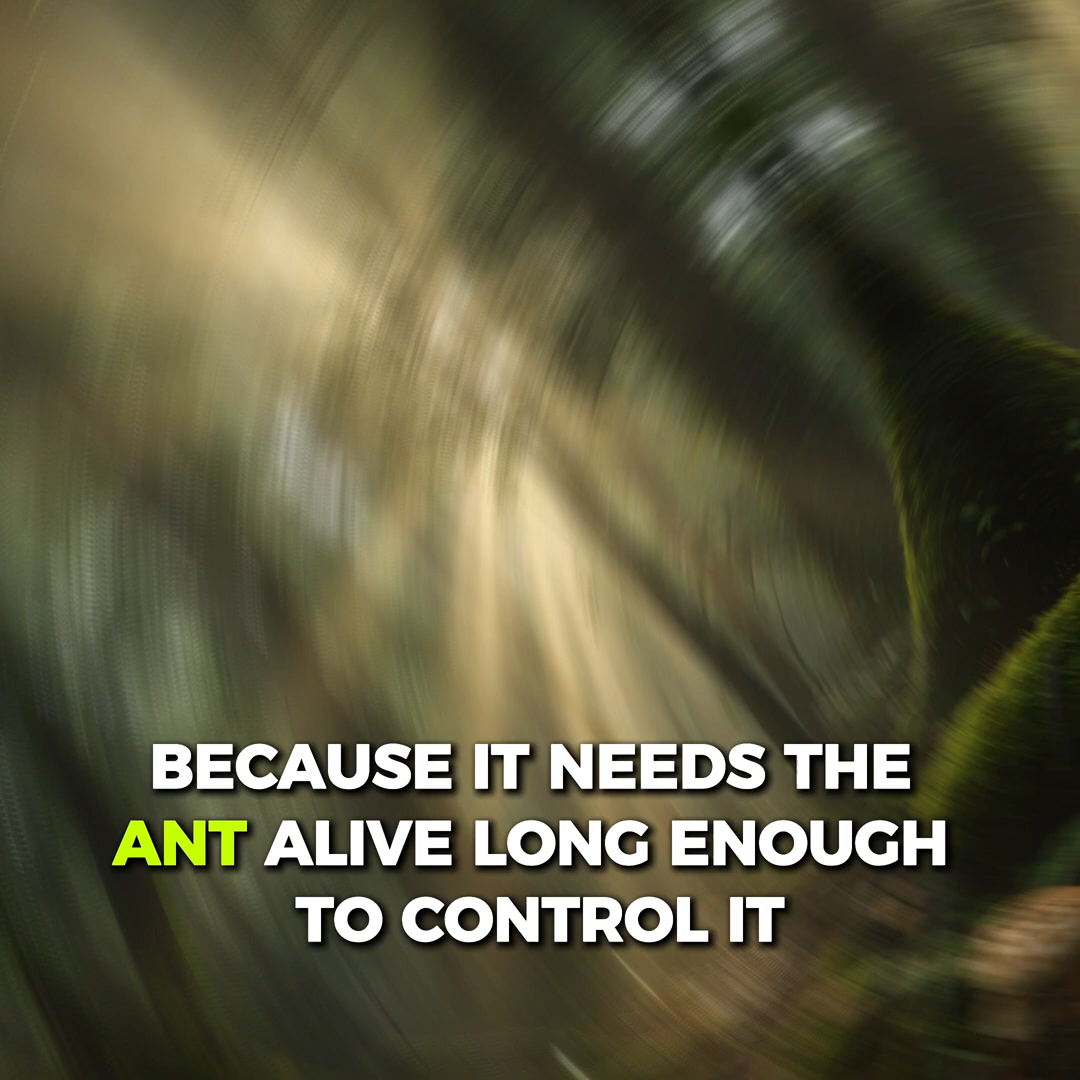 BECAUSE IT NEEDS THE
ANT ALIVE LONG ENOUGH
TO CONTROL IT